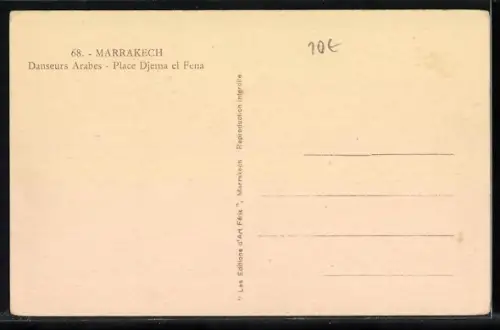 68. - MARRAKECH
Danseurs Arabes - Place Djema el Fena
10€
" Les Editions d'Art Félix ", Marrakech - Reproduction interdite